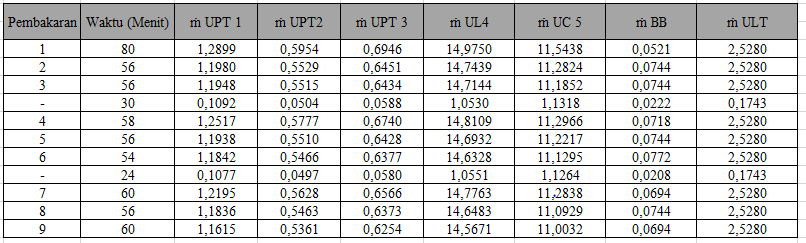 Pembakaran Waktu (Menit) ṁ UPT 1 ṁ UPT2 ṁ UPT 3 ṁ UL4 ṁ UC 5 ṁ BB ṁ ULT
1 80 1,2899 0,5954 0,6946 14,9750 11,5438 0,0521 2,5280
2 56 1,1980 0,5529 0,6451 14,7439 11,2824 0,0744 2,5280
3 56 1,1948 0,5515 0,6434 14,7144 11,1852 0,0744 2,5280
- 30 0,1092 0,0504 0,0588 1,0530 1,1318 0,0222 0,1743
4 58 1,2517 0,5777 0,6740 14,8109 11,2966 0,0718 2,5280
5 56 1,1938 0,5510 0,6428 14,6932 11,2217 0,0744 2,5280
6 54 1,1842 0,5466 0,6377 14,6328 11,1295 0,0772 2,5280
- 24 0,1077 0,0497 0,0580 1,0551 1,1264 0,0208 0,1743
7 60 1,2195 0,5628 0,6566 14,7763 11,2838 0,0694 2,5280
8 56 1,1836 0,5463 0,6373 14,6483 11,0929 0,0744 2,5280
9 60 1,1615 0,5361 0,6254 14,5671 11,0032 0,0694 2,5280